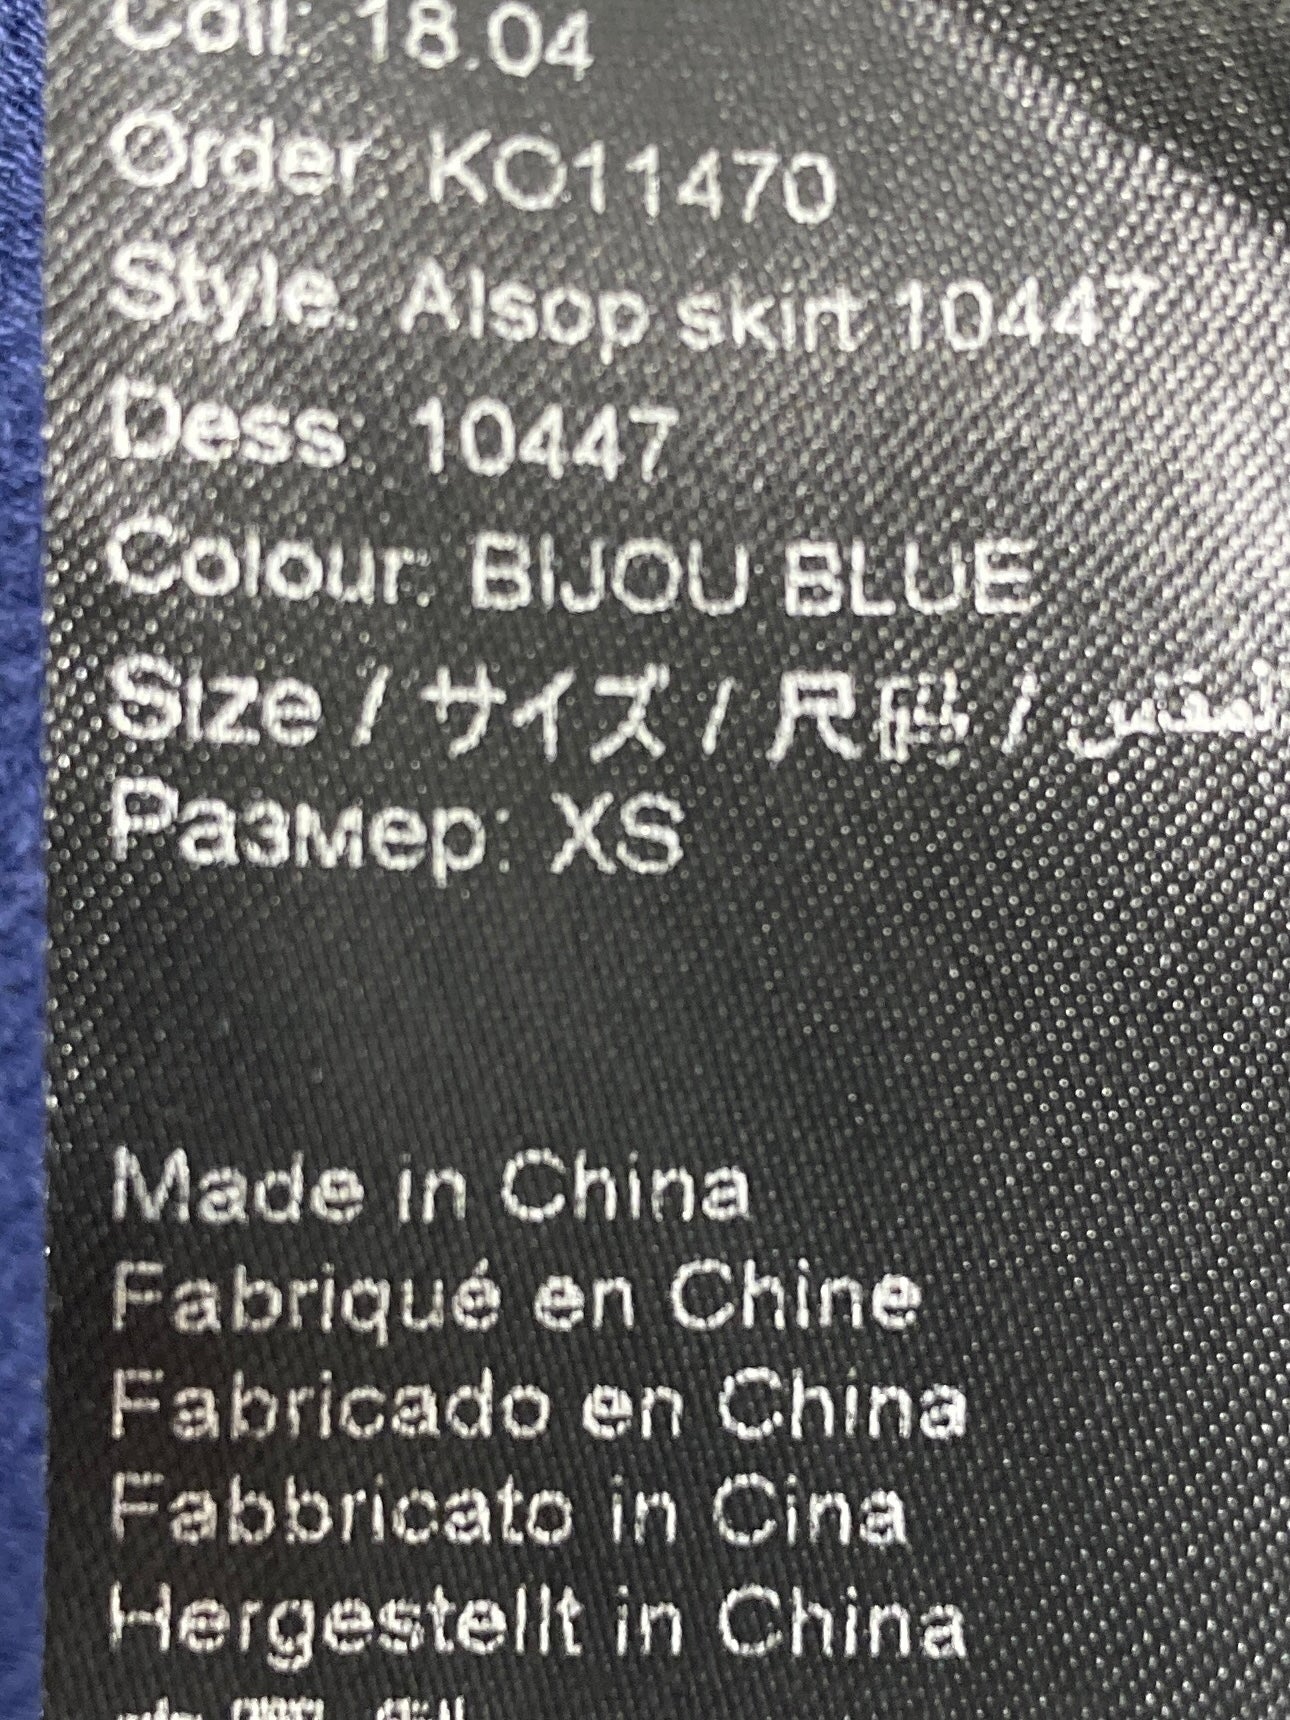 Coll: 18.04
Order: KO11470
Style: Alsop skirt 10447
Dess: 10447
Colour: BIJOU BLUE
Size / サイズ / 尺码 / المقاس
Размер: XS
Made in China
Fabriqué en Chine
Fabricado en China
Fabbricato in Cina
Hergestellt in China